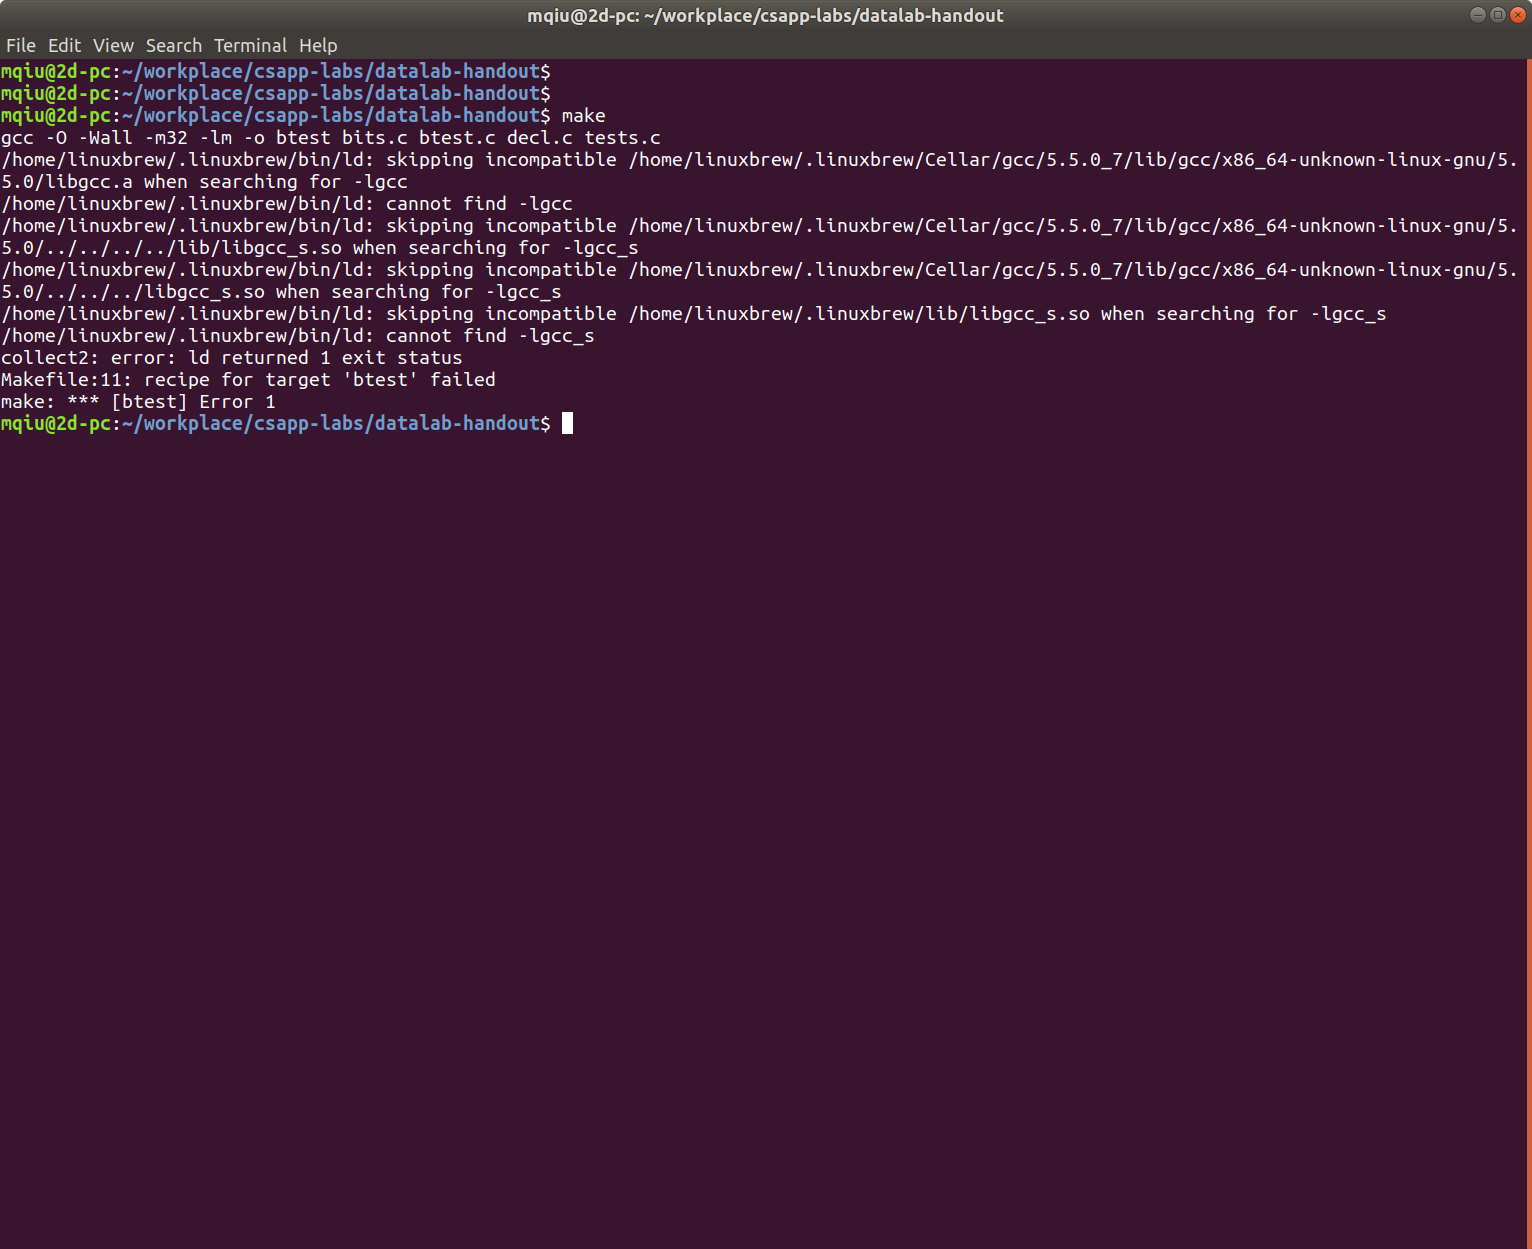 mqiu@2d-pc: ~/workplace/csapp-labs/datalab-handout
File Edit View Search Terminal Help
mqiu@2d-pc:~/workplace/csapp-labs/datalab-handout$
mqiu@2d-pc:~/workplace/csapp-labs/datalab-handout$
mqiu@2d-pc:~/workplace/csapp-labs/datalab-handout$ make
gcc -O -Wall -m32 -lm -o btest bits.c btest.c decl.c tests.c
/home/linuxbrew/.linuxbrew/bin/ld: skipping incompatible /home/linuxbrew/.linuxbrew/Cellar/gcc/5.5.0_7/lib/gcc/x86_64-unknown-linux-gnu/5.
5.0/libgcc.a when searching for -lgcc
/home/linuxbrew/.linuxbrew/bin/ld: cannot find -lgcc
/home/linuxbrew/.linuxbrew/bin/ld: skipping incompatible /home/linuxbrew/.linuxbrew/Cellar/gcc/5.5.0_7/lib/gcc/x86_64-unknown-linux-gnu/5.
5.0/../../../../lib/libgcc_s.so when searching for -lgcc_s
/home/linuxbrew/.linuxbrew/bin/ld: skipping incompatible /home/linuxbrew/.linuxbrew/Cellar/gcc/5.5.0_7/lib/gcc/x86_64-unknown-linux-gnu/5.
5.0/../../../libgcc_s.so when searching for -lgcc_s
/home/linuxbrew/.linuxbrew/bin/ld: skipping incompatible /home/linuxbrew/.linuxbrew/lib/libgcc_s.so when searching for -lgcc_s
/home/linuxbrew/.linuxbrew/bin/ld: cannot find -lgcc_s
collect2: error: ld returned 1 exit status
Makefile:11: recipe for target 'btest' failed
make: *** [btest] Error 1
mqiu@2d-pc:~/workplace/csapp-labs/datalab-handout$